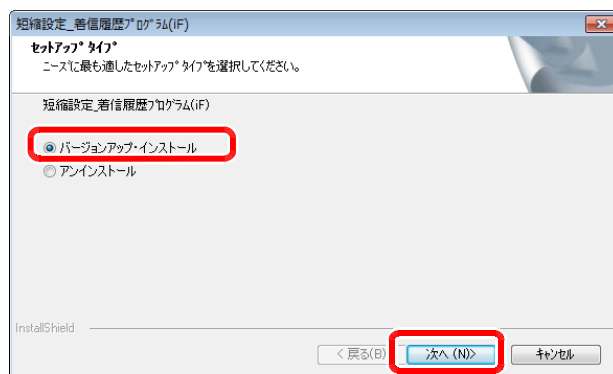 短縮設定_着信履歴ﾌﾟﾛｸﾞﾗﾑ(iF)
ｾｯﾄｱｯﾌﾟ ﾀｲﾌﾟ
ﾆｰｽﾞに最も適したｾｯﾄｱｯﾌﾟ ﾀｲﾌﾟを選択してください。
短縮設定_着信履歴ﾌﾟﾛｸﾞﾗﾑ(iF)
バージョンアップ・インストール
アンインストール
InstallShield
< 戻る(B)
次へ (N)>
ｷｬﾝｾﾙ